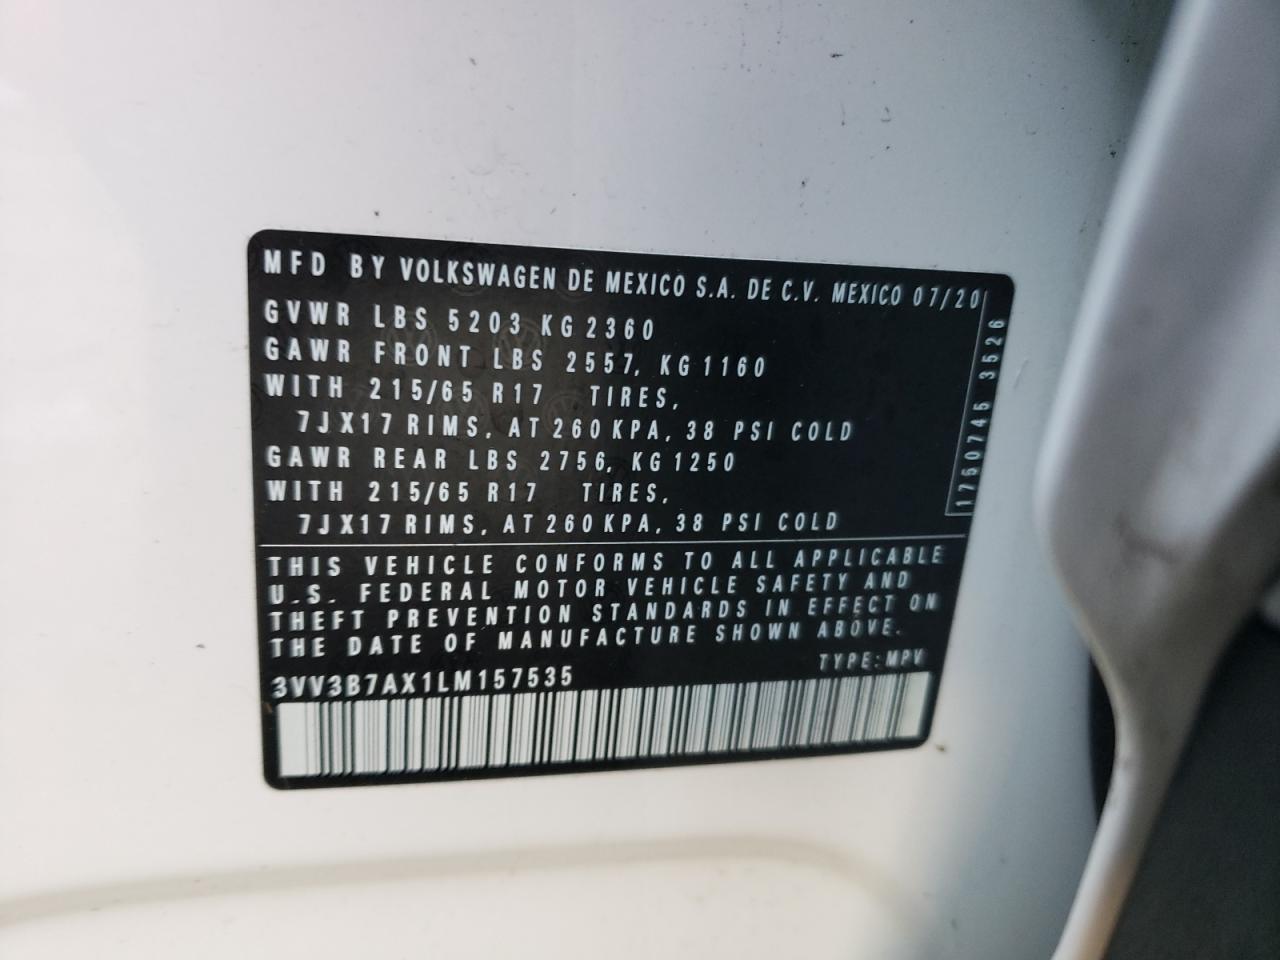 MFD BY VOLKSWAGEN DE MEXICO S.A. DE C.V. MEXICO 07/20
GVWR LBS 5203 KG 2360
GAWR FRONT LBS 2557, KG 1160
WITH 215/65 R17 TIRES,
7JX17 RIMS, AT 260 KPA, 38 PSI COLD
GAWR REAR LBS 2756, KG 1250
WITH 215/65 R17 TIRES,
7JX17 RIMS, AT 260 KPA, 38 PSI COLD
1750745 3526
THIS VEHICLE CONFORMS TO ALL APPLICABLE
U.S. FEDERAL MOTOR VEHICLE SAFETY AND
THEFT PREVENTION STANDARDS IN EFFECT ON
THE DATE OF MANUFACTURE SHOWN ABOVE.
TYPE: MPV
3VV3B7AX1LM157535